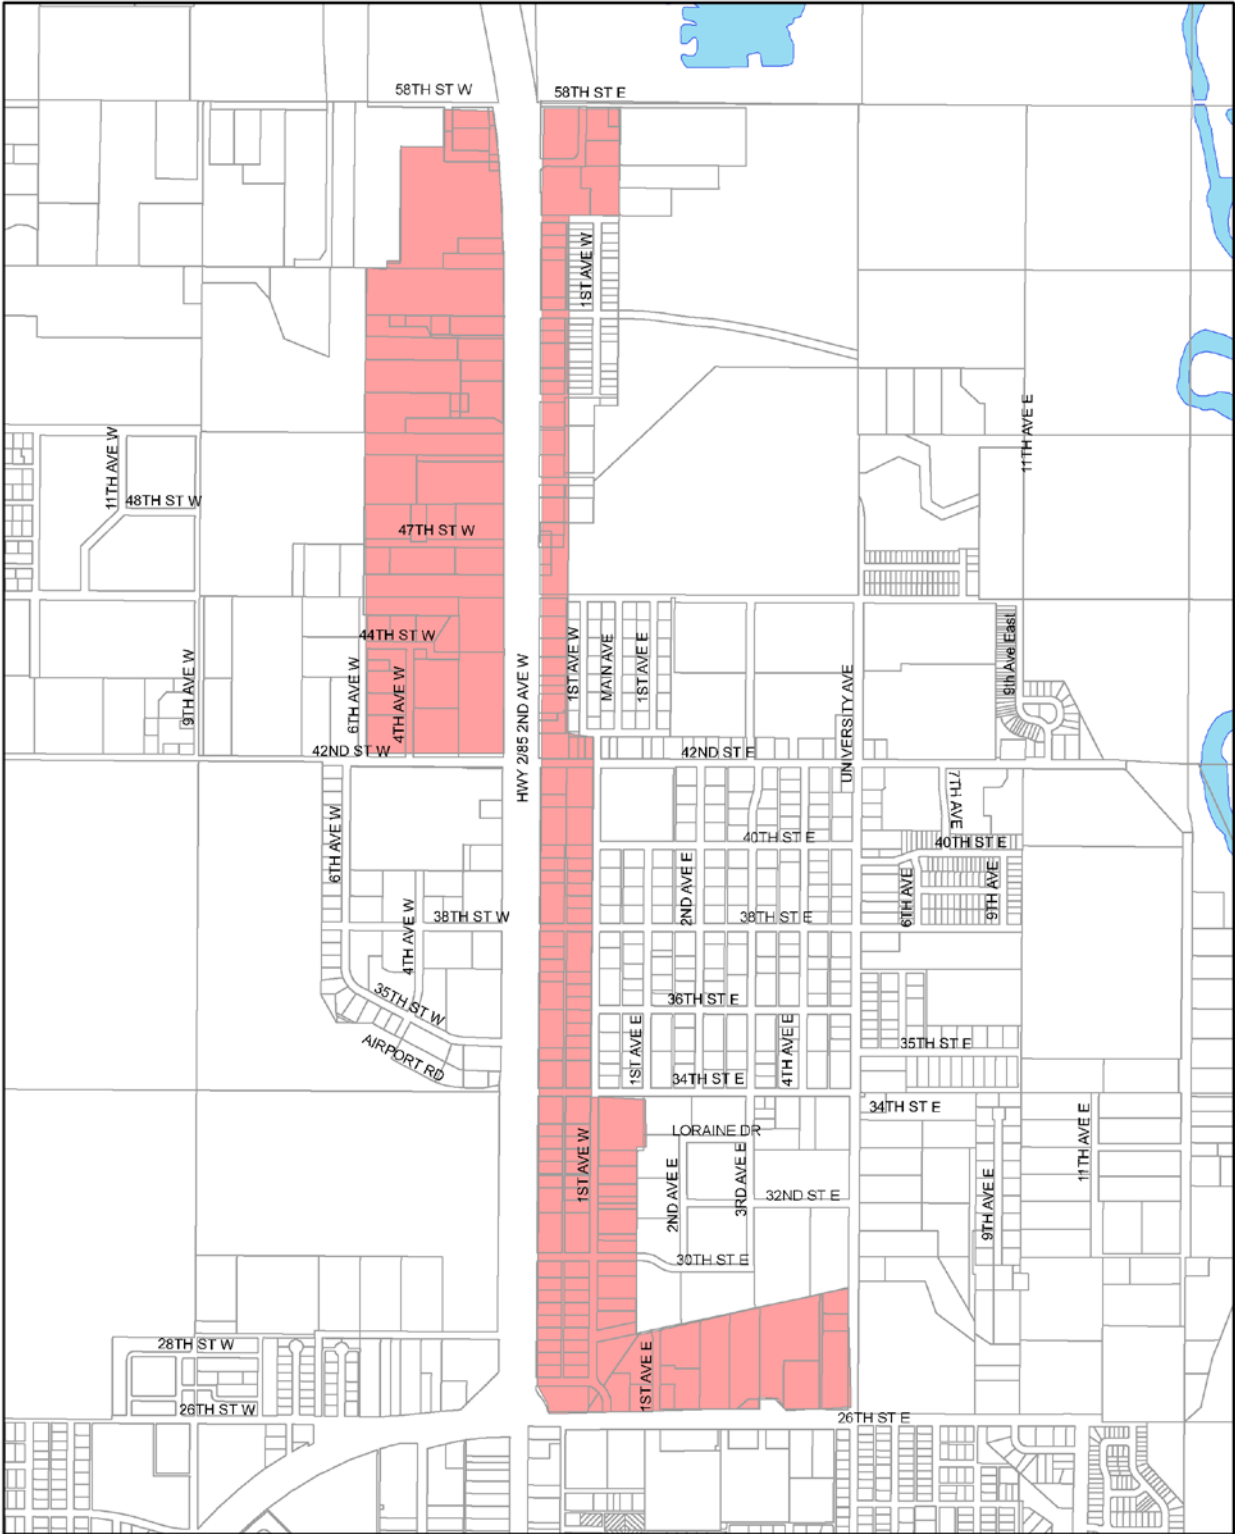 58TH ST W
58TH ST E
1ST AVE W
11TH AVE E
11TH AVE W
48TH ST W
47TH ST W
44TH ST W
9TH AVE W
6TH AVE W
4TH AVE W
42ND ST W
HWY 2/85 2ND AVE W
1ST AVE W
MAIN AVE
1ST AVE E
42ND ST E
UNIVERSITY AVE
9th Ave East
7TH AVE
40TH ST E
40TH ST E
6TH AVE W
2ND AVE E
6TH AVE
9TH AVE
38TH ST W
38TH ST E
4TH AVE W
35TH ST W
36TH ST E
AIRPORT RD
1ST AVE E
4TH AVE E
35TH ST E
34TH ST E
34TH ST E
LORAINE DR
1ST AVE W
2ND AVE E
3RD AVE E
32ND ST E
11TH AVE E
9TH AVE E
30TH ST E
28TH ST W
1ST AVE E
26TH ST W
26TH ST E